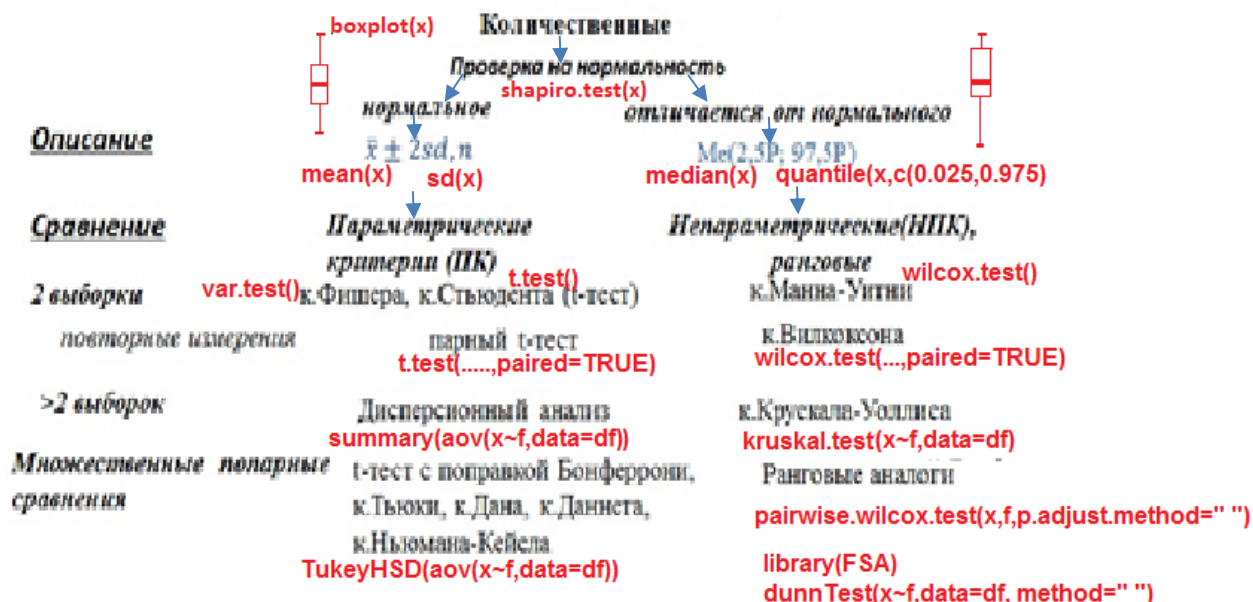 boxplot(x)
Количественные
Проверка на нормальность
shapiro.test(x)
нормальное
отличается от нормального
Описание
x̄ ± 2sd, n
Me(2,5P; 97,5P)
mean(x)
sd(x)
median(x)
quantile(x,c(0.025,0.975)
Сравнение
Параметрические
критерии (ПК)
Непараметрические(НПК),
ранговые
2 выборки
var.test()
к.Фишера, к.Стьюдента (t-тест)
t.test()
к.Манна-Уитни
wilcox.test()
повторные измерения
парный t-тест
к.Вилкоксона
t.test(.....,paired=TRUE)
wilcox.test(...,paired=TRUE)
>2 выборок
Дисперсионный анализ
к.Крускала-Уоллиса
summary(aov(x~f,data=df))
kruskal.test(x~f,data=df)
Множественные попарные
сравнения
t-тест с поправкой Бонферрони,
к.Тьюки, к.Дана, к.Даннета,
к.Ньюмана-Кейсла
Ранговые аналоги
pairwise.wilcox.test(x,f,p.adjust.method=" ")
TukeyHSD(aov(x~f,data=df))
library(FSA)
dunnTest(x~f,data=df, method=" ")